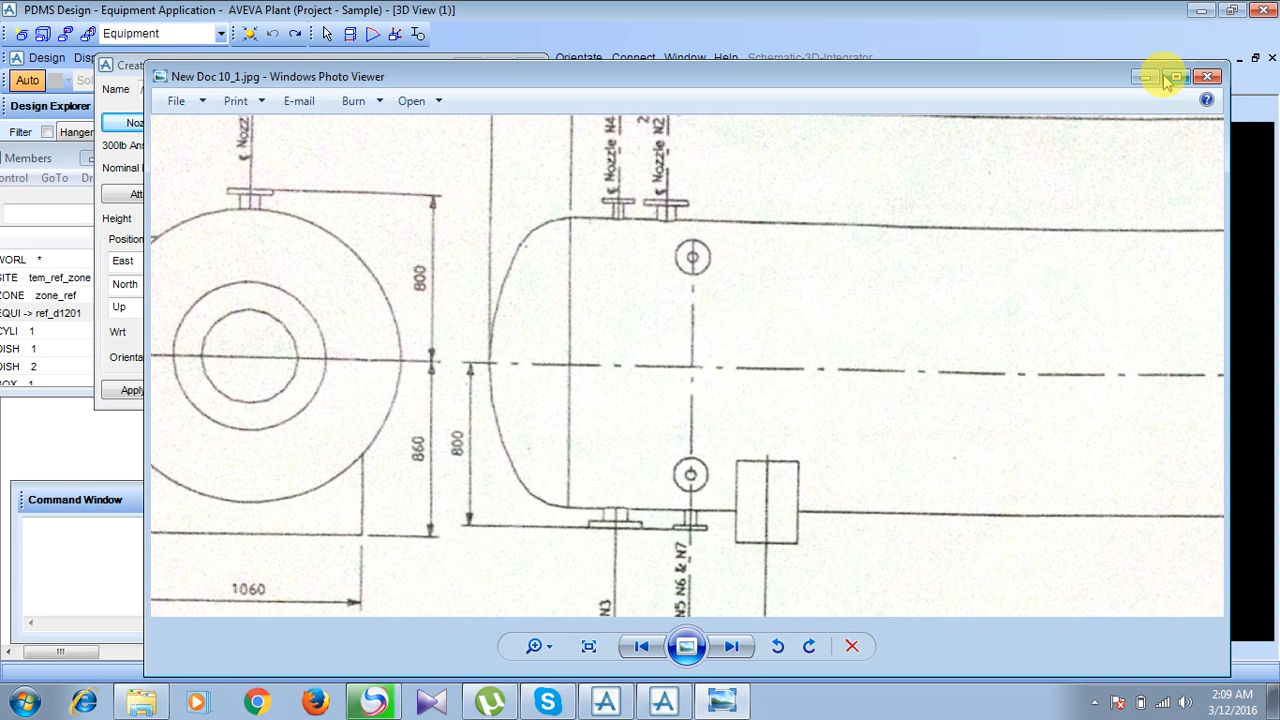 PDMS Design - Equipment Application - AVEVA Plant (Project - Sample) - [3D View (1)]
Equipment
Design
Orientate Connect Window Help Schematic-3D-Integrator
Auto
Name
New Doc 10_1.jpg - Windows Photo Viewer
File Print E-mail Burn Open
Design Explorer
Filter
Hanger
Members
GoTo
300lb
Nominal
Height
East
North
Up
Wrt
WORL *
SITE tem_ref_zone
ZONE zone_ref
EQUI -> ref_d1201
CYLI 1
DISH 1
DISH 2
Apply
Nozzle N4
Nozzle N2
800
860
800
1060
N3
N5 N6 & N7
Command Window
2:09 AM
3/12/2016